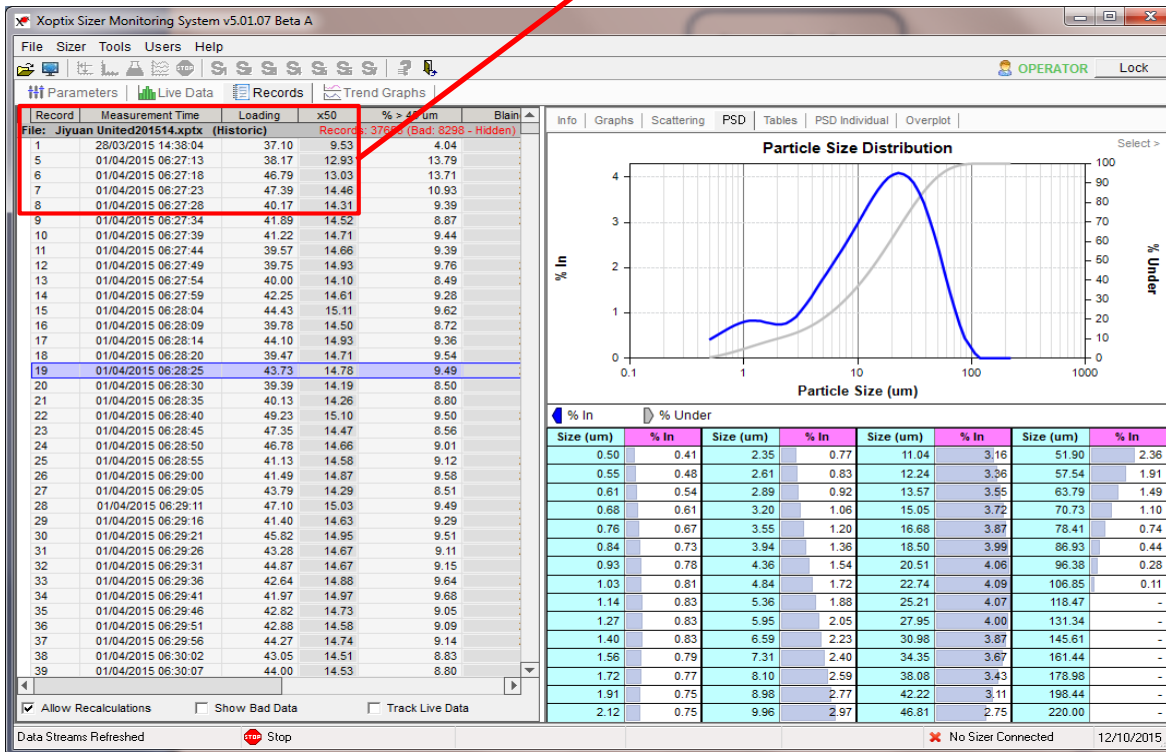 Xoptix Sizer Monitoring System v5.01.07 Beta A
File Sizer Tools Users Help
OPERATOR Lock
Parameters Live Data Records Trend Graphs
Record Measurement Time Loading x50 Blain
File: Jiyuan United201514.xptx (Historic) (Bad: 8298 - Hidden)
1 28/03/2015 14:38:04 37.10 9.53 4.04
5 01/04/2015 06:27:13 38.17 12.93 13.79
6 01/04/2015 06:27:18 46.79 13.03 13.71
7 01/04/2015 06:27:23 47.39 14.46 10.93
8 01/04/2015 06:27:28 40.17 14.31 9.39
9 01/04/2015 06:27:34 41.89 14.52 8.87
10 01/04/2015 06:27:39 41.22 14.71 9.44
11 01/04/2015 06:27:44 39.57 14.66 9.39
12 01/04/2015 06:27:49 39.75 14.93 9.76
13 01/04/2015 06:27:54 40.00 14.10 8.49
14 01/04/2015 06:27:59 42.25 14.61 9.28
15 01/04/2015 06:28:04 44.43 15.11 9.62
16 01/04/2015 06:28:09 39.78 14.50 8.72
17 01/04/2015 06:28:14 44.10 14.93 9.36
18 01/04/2015 06:28:20 39.47 14.71 9.54
19 01/04/2015 06:28:25 43.73 14.78 9.49
20 01/04/2015 06:28:30 39.39 14.19 8.50
21 01/04/2015 06:28:35 40.13 14.26 8.80
22 01/04/2015 06:28:40 49.23 15.10 9.50
23 01/04/2015 06:28:45 47.35 14.47 8.56
24 01/04/2015 06:28:50 46.78 14.66 9.01
25 01/04/2015 06:28:55 41.13 14.58 9.12
26 01/04/2015 06:29:00 41.49 14.87 9.58
27 01/04/2015 06:29:05 43.79 14.29 8.51
28 01/04/2015 06:29:11 47.10 15.03 9.49
29 01/04/2015 06:29:16 41.40 14.63 9.29
30 01/04/2015 06:29:21 45.82 14.95 9.51
31 01/04/2015 06:29:26 43.28 14.67 9.11
32 01/04/2015 06:29:31 44.87 14.67 9.15
33 01/04/2015 06:29:36 42.64 14.88 9.64
34 01/04/2015 06:29:41 41.97 14.97 9.68
35 01/04/2015 06:29:46 42.82 14.73 9.05
36 01/04/2015 06:29:51 42.88 14.58 9.09
37 01/04/2015 06:29:56 44.27 14.74 9.14
38 01/04/2015 06:30:02 43.05 14.51 8.83
39 01/04/2015 06:30:07 44.00 14.53 8.80
Allow Recalculations Show Bad Data Track Live Data
Info Graphs Scattering PSD Tables PSD Individual Overplot
Particle Size Distribution Select >
% In
4
3
2
1
0
100
90
80
70
60
50
40
30
20
10
0
% Under
0.1 1 10 100 1000
Particle Size (um)
% In % Under
Size (um) % In Size (um) % In Size (um) % In Size (um) % In
0.50 0.41 2.35 0.77 11.04 3.16 51.90 2.36
0.55 0.48 2.61 0.83 12.24 3.36 57.54 1.91
0.61 0.54 2.89 0.92 13.57 3.55 63.79 1.49
0.68 0.61 3.20 1.06 15.05 3.72 70.73 1.10
0.76 0.67 3.55 1.20 16.68 3.87 78.41 0.74
0.84 0.73 3.94 1.36 18.50 3.99 86.93 0.44
0.93 0.78 4.36 1.54 20.51 4.06 96.38 0.28
1.03 0.81 4.84 1.72 22.74 4.09 106.85 0.11
1.14 0.83 5.36 1.88 25.21 4.07 118.47 -
1.27 0.83 5.95 2.05 27.95 4.00 131.34 -
1.40 0.83 6.59 2.23 30.98 3.87 145.61 -
1.56 0.79 7.31 2.40 34.35 3.67 161.44 -
1.72 0.77 8.10 2.59 38.08 3.43 178.98 -
1.91 0.75 8.98 2.77 42.22 3.11 198.44 -
2.12 0.75 9.96 2.97 46.81 2.75 220.00 -
Data Streams Refreshed Stop No Sizer Connected 12/10/2015